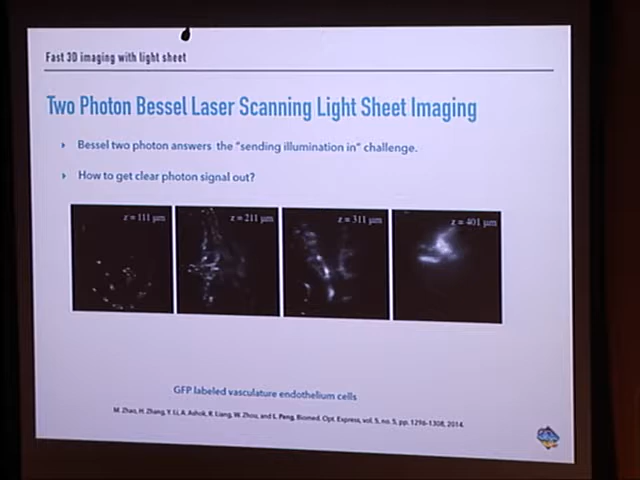 Fast 3D imaging with light sheet
Two Photon Bessel Laser Scanning Light Sheet Imaging
Bessel two photon answers the "sending illumination in" challenge.
How to get clear photon signal out?
z = 111 μm
z = 211 μm
z = 311 μm
z = 401 μm
GFP labeled vasculature endothelium cells
M. Zhao, H. Zhang, Y. Li, A. Ashok, R. Liang, W. Zhou, and L. Peng, Biomed. Opt. Express, vol. 5, no. 5, pp. 1296-1308, 2014.